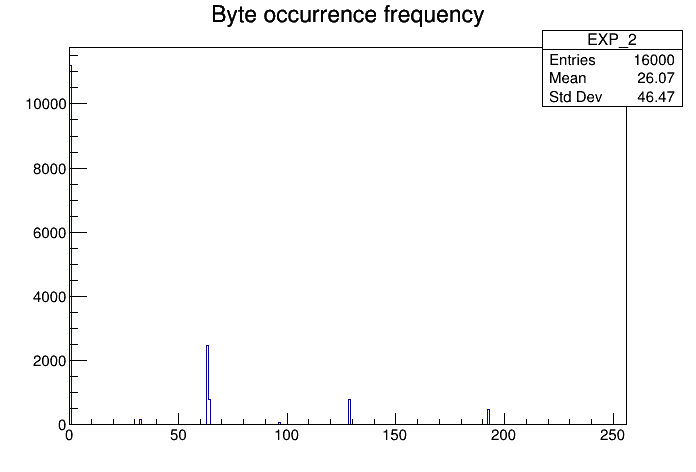 Byte occurrence frequency
EXP_2
Entries 16000
Mean 26.07
Std Dev 46.47
10000
8000
6000
4000
2000
0
0 50 100 150 200 250